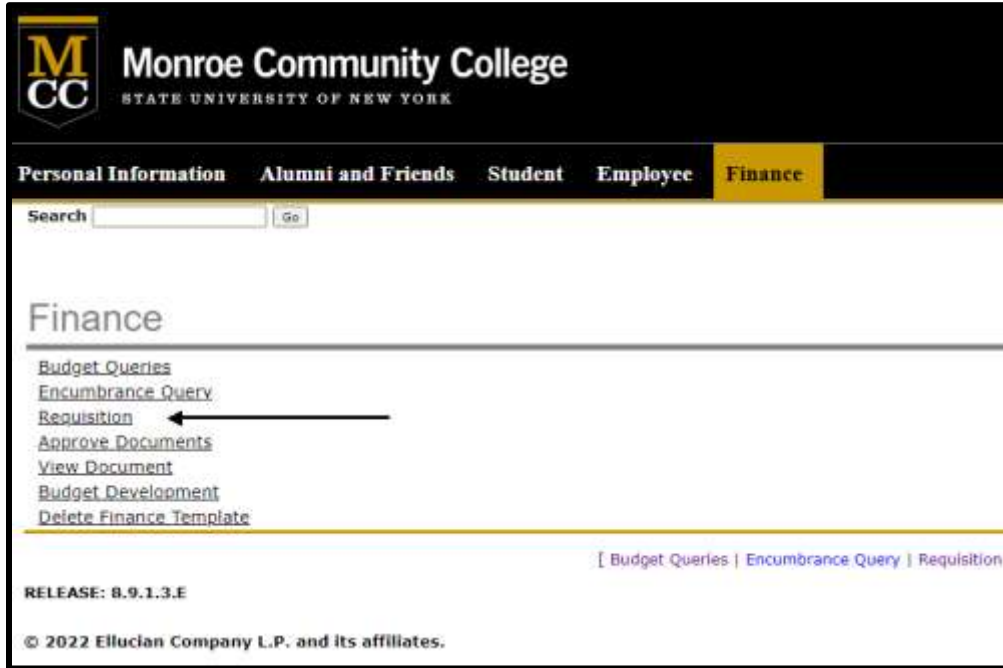 MCC
Monroe Community College
STATE UNIVERSITY OF NEW YORK
Personal Information Alumni and Friends Student Employee Finance
Search Go
Finance
Budget Queries
Encumbrance Query
Requisition
Approve Documents
View Document
Budget Development
Delete Finance Template
[ Budget Queries | Encumbrance Query | Requisition
RELEASE: 8.9.1.3.E
© 2022 Ellucian Company L.P. and its affiliates.